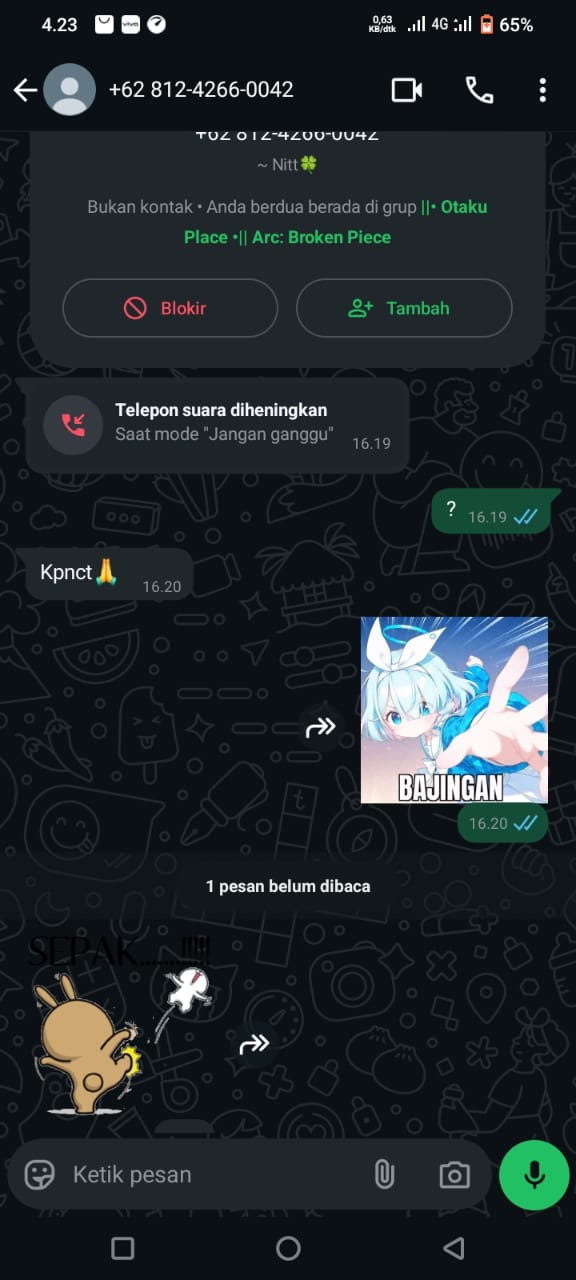 4.23
vivo
0,63
KB/dtk
4G
65%
+62 812-4266-0042
+62 812-4266-0042
~ Nitt🍀
Bukan kontak • Anda berdua berada di grup ||• Otaku
Place •|| Arc: Broken Piece
Blokir
Tambah
Telepon suara diheningkan
Saat mode "Jangan ganggu"
16.19
?
16.19
Kpnct🙏
16.20
BAJINGAN
16.20
1 pesan belum dibaca
SEPAK......!!!!!
Ketik pesan